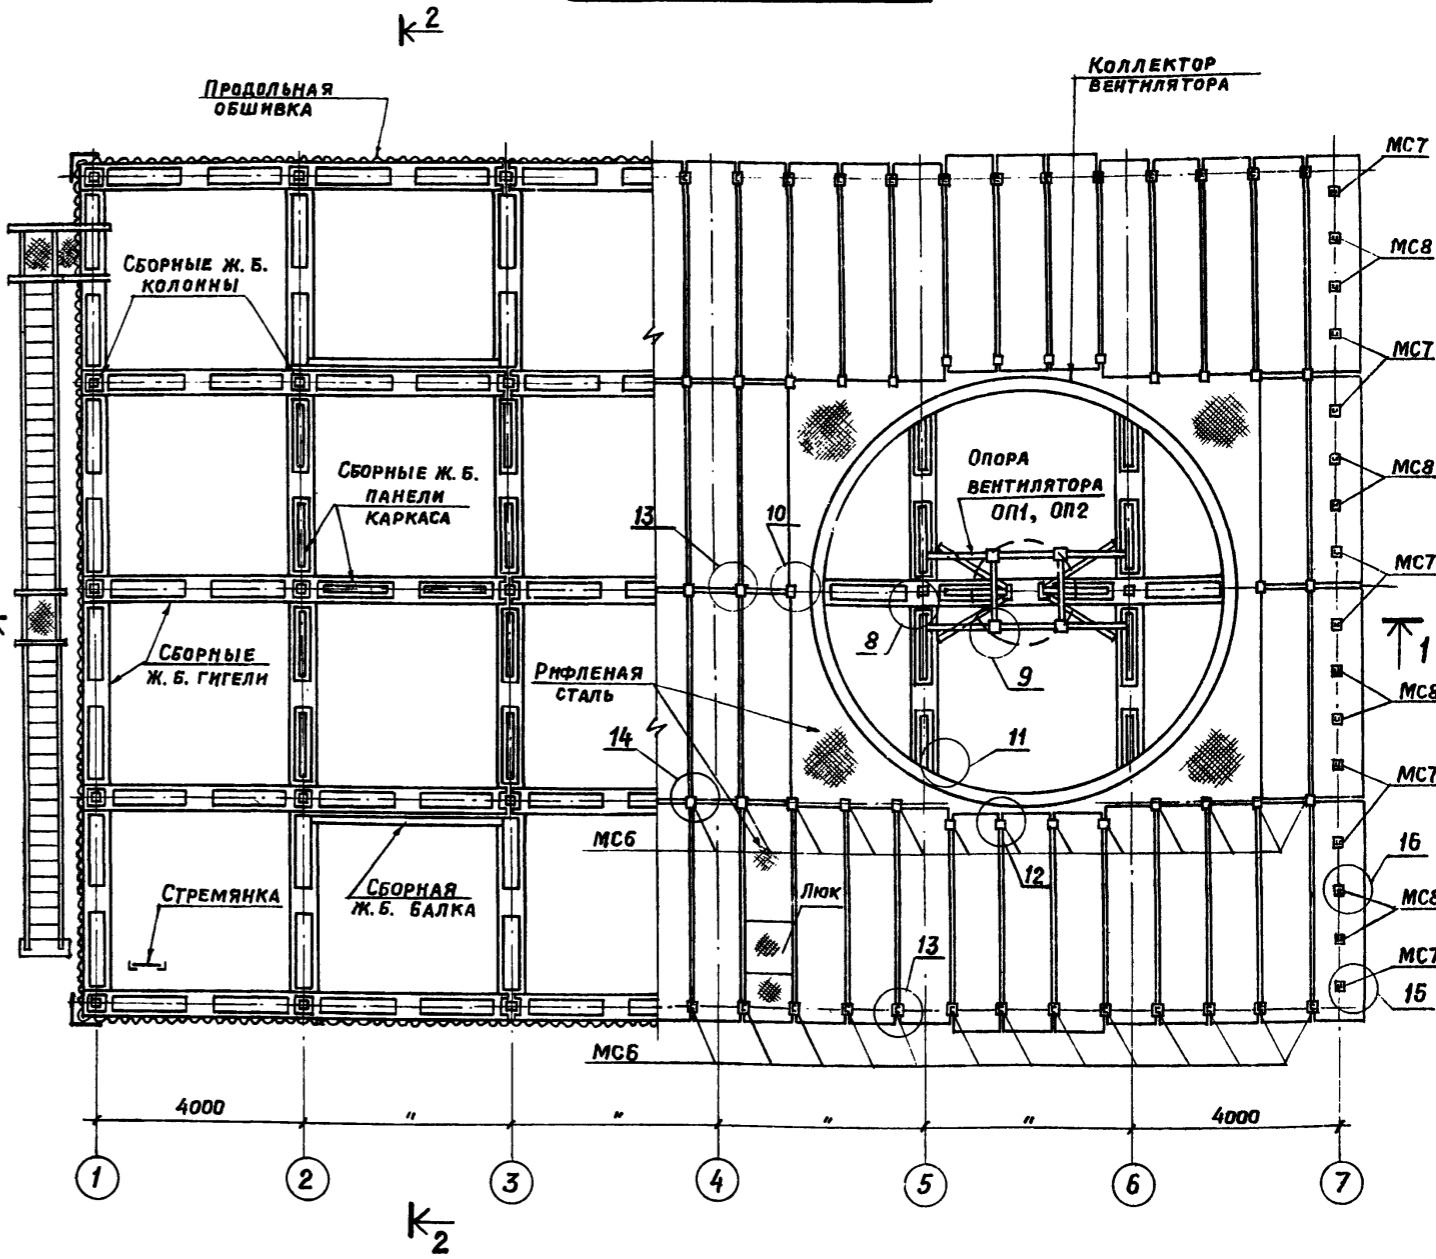 2
Продольная
обшивка
Коллектор
вентилятора
МС7
МС8
Сборные ж.б.
колонны
МС7
Опора
вентилятора
ОП1, ОП2
МС8
Сборные ж.б.
панели
каркаса
13
10
МС7
8
9
1
Сборные
ж.б. гигели
Рифленая
сталь
МС8
14
11
МС7
МС6
12
16
Стремянка
Сборная
ж.б. балка
Люк
МС8
13
МС7
15
МС6
4000
"
"
"
"
4000
1
2
3
4
5
6
7
2